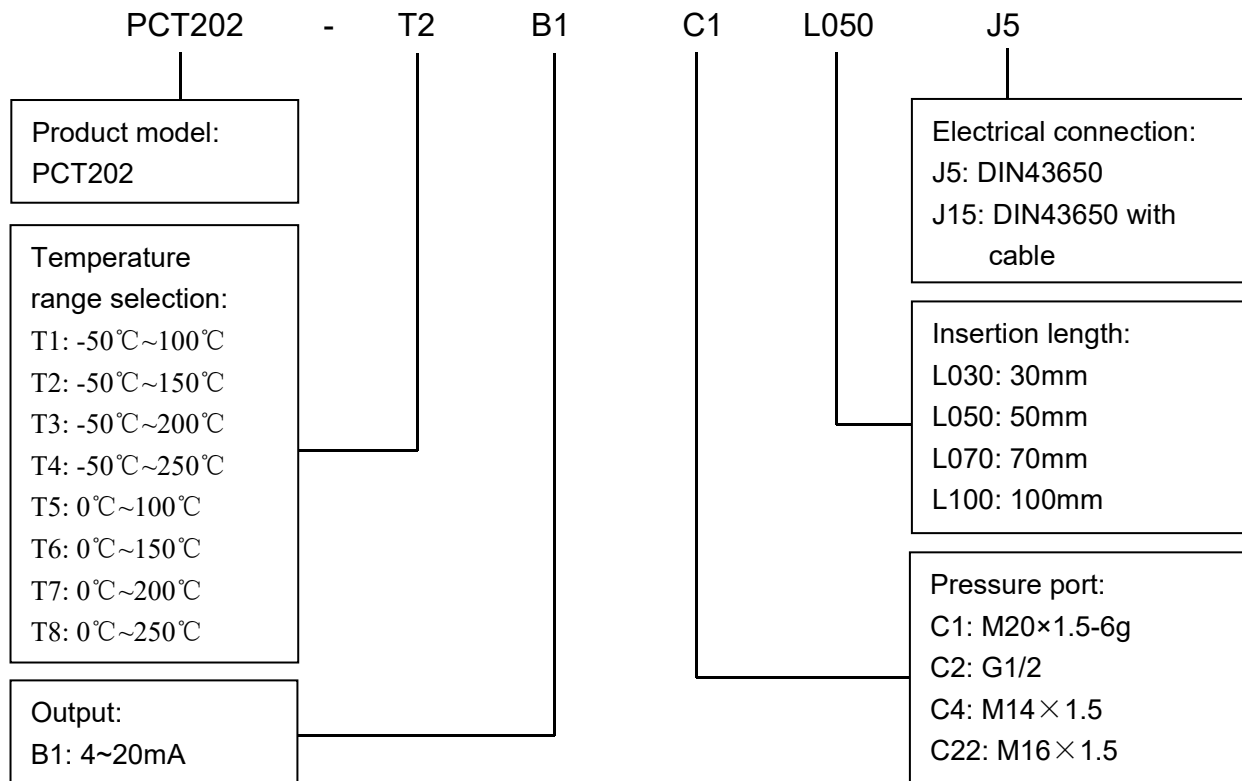 PCT202 - T2 B1 C1 L050 J5
Product model:
PCT202
Temperature
range selection:
T1: -50℃~100℃
T2: -50℃~150℃
T3: -50℃~200℃
T4: -50℃~250℃
T5: 0℃~100℃
T6: 0℃~150℃
T7: 0℃~200℃
T8: 0℃~250℃
Output:
B1: 4~20mA
Electrical connection:
J5: DIN43650
J15: DIN43650 with
cable
Insertion length:
L030: 30mm
L050: 50mm
L070: 70mm
L100: 100mm
Pressure port:
C1: M20×1.5-6g
C2: G1/2
C4: M14×1.5
C22: M16×1.5